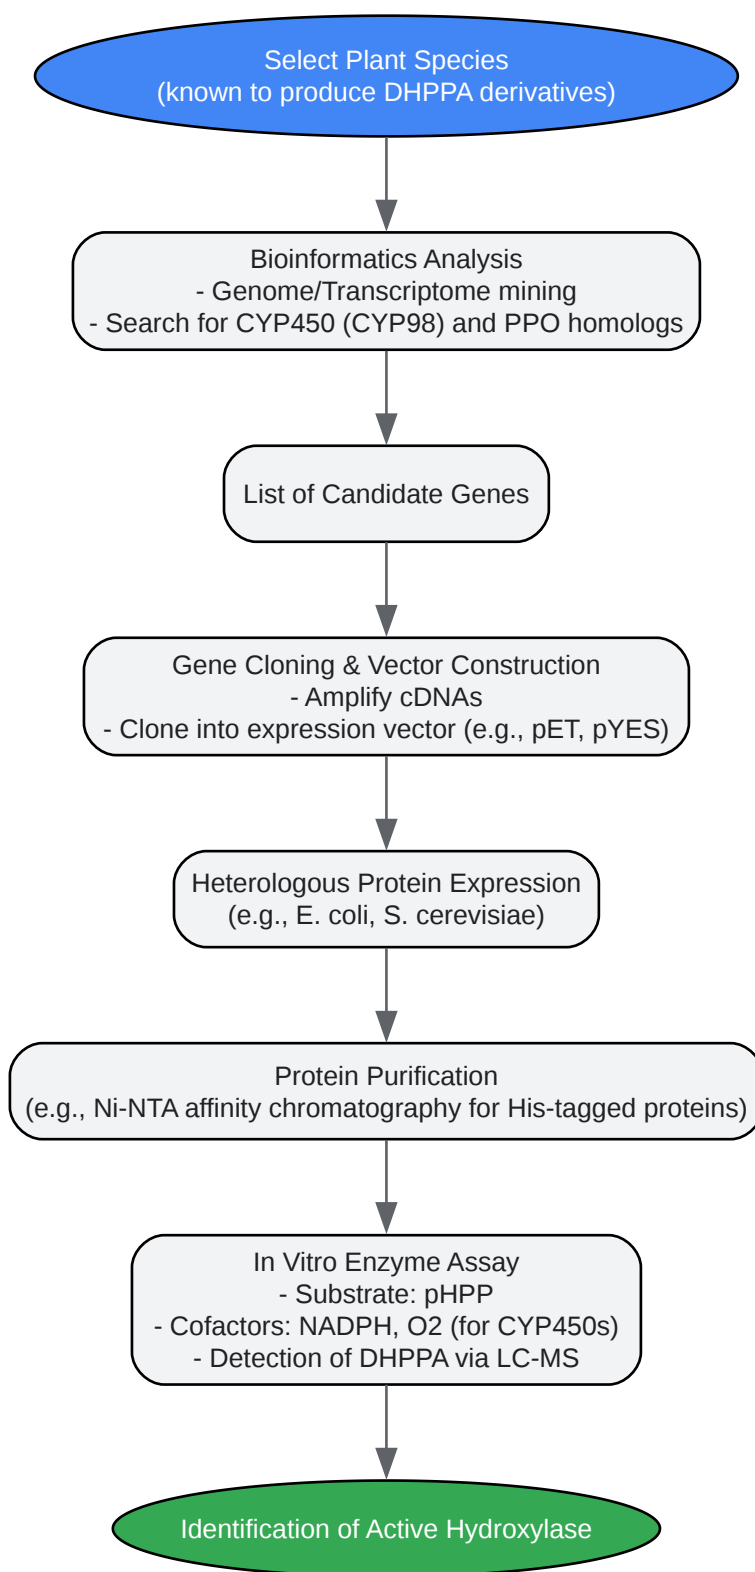 Select Plant Species
(known to produce DHPPA derivatives)
Bioinformatics Analysis
- Genome/Transcriptome mining
- Search for CYP450 (CYP98) and PPO homologs
List of Candidate Genes
Gene Cloning & Vector Construction
- Amplify cDNAs
- Clone into expression vector (e.g., pET, pYES)
Heterologous Protein Expression
(e.g., E. coli, S. cerevisiae)
Protein Purification
(e.g., Ni-NTA affinity chromatography for His-tagged proteins)
In Vitro Enzyme Assay
- Substrate: pHPP
- Cofactors: NADPH, O2 (for CYP450s)
- Detection of DHPPA via LC-MS
Identification of Active Hydroxylase